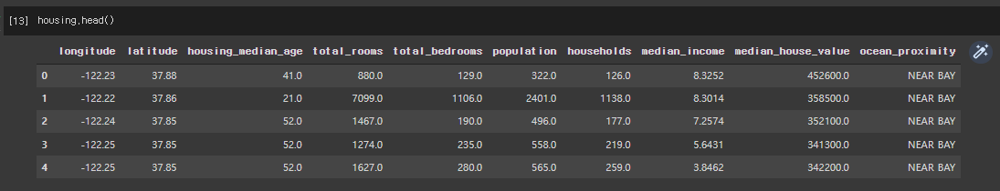 [13] housing.head()
longitude latitude housing_median_age total_rooms total_bedrooms population households median_income median_house_value ocean_proximity
0 -122.23 37.88 41.0 880.0 129.0 322.0 126.0 8.3252 452600.0 NEAR BAY
1 -122.22 37.86 21.0 7099.0 1106.0 2401.0 1138.0 8.3014 358500.0 NEAR BAY
2 -122.24 37.85 52.0 1467.0 190.0 496.0 177.0 7.2574 352100.0 NEAR BAY
3 -122.25 37.85 52.0 1274.0 235.0 558.0 219.0 5.6431 341300.0 NEAR BAY
4 -122.25 37.85 52.0 1627.0 280.0 565.0 259.0 3.8462 342200.0 NEAR BAY